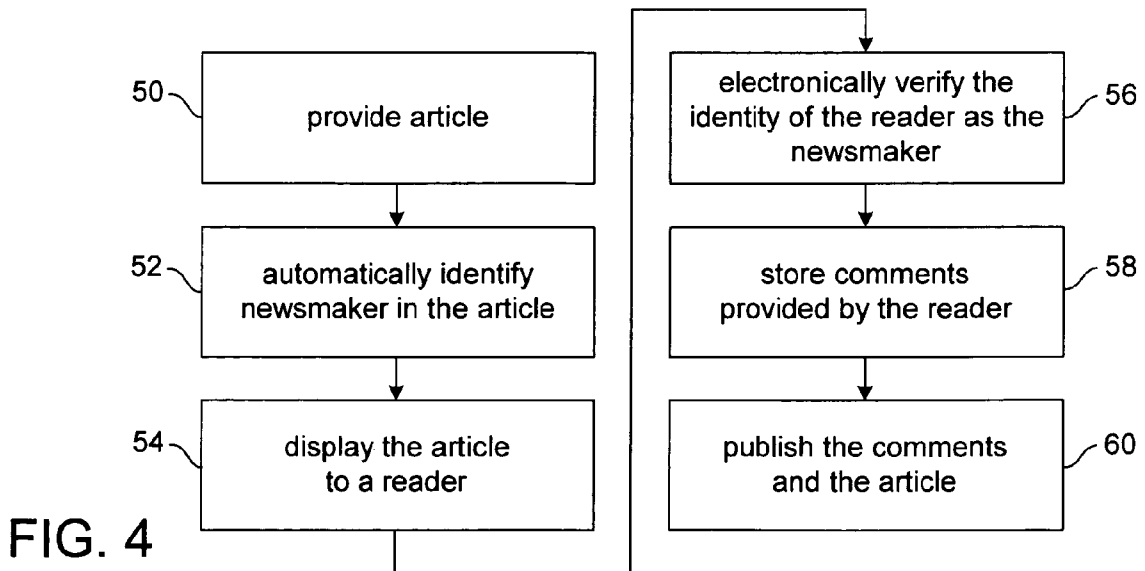 50
provide article
52
automatically identify
newsmaker in the article
54
display the article
to a reader
electronically verify the
identity of the reader as the
newsmaker
56
store comments
provided by the reader
58
publish the comments
and the article
60
FIG. 4